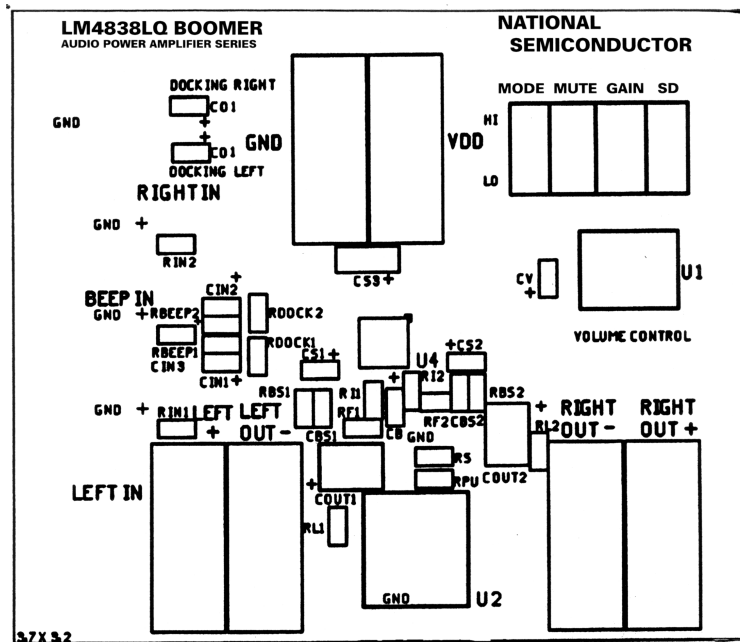 LM4838LQ BOOMER
AUDIO POWER AMPLIFIER SERIES
NATIONAL
SEMICONDUCTOR
DOCKING RIGHT
CO1
+
GND
+
CO1
DOCKING LEFT
GND
VDD
MODE MUTE GAIN SD
HI
LO
RIGHT IN
GND +
RIN2
CS3 +
CV
+
U1
VOLUME CONTROL
+
CIN2
BEEP IN
GND +
RBEEP2 +
RDOCK2
RBEEP1
CIN3
RDOCK1
CIN1 +
CS1 +
U4
+CS2
RBS1
RI1
+
RI2
RBS2
GND +
RIN1
LEFT
+
LEFT
OUT -
CBS1
RF1
CB
RF2
CBS2
GND
+
RL2
RIGHT
OUT -
RIGHT
OUT +
RS
RPU
COUT2
LEFT IN
+
COUT1
RL1
GND
U2
3.7 X 3.2